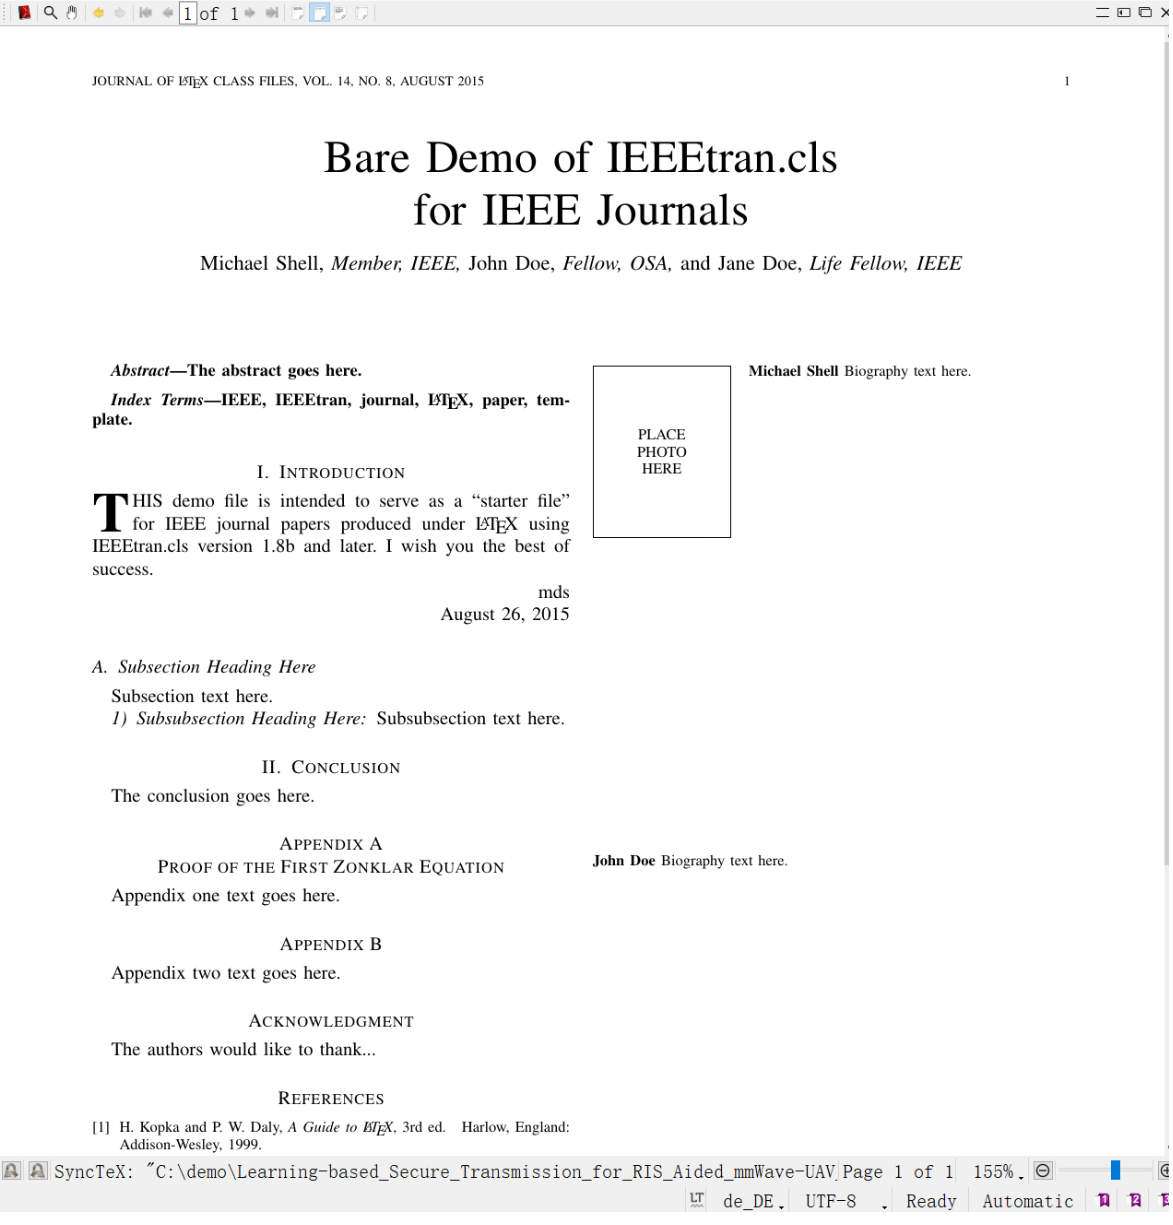 1 of 1
JOURNAL OF LATEX CLASS FILES, VOL. 14, NO. 8, AUGUST 2015 1
Bare Demo of IEEEtran.cls
for IEEE Journals
Michael Shell, Member, IEEE, John Doe, Fellow, OSA, and Jane Doe, Life Fellow, IEEE
Abstract—The abstract goes here.
Index Terms—IEEE, IEEEtran, journal, LATEX, paper, tem-
plate.
I. INTRODUCTION
THIS demo file is intended to serve as a “starter file”
for IEEE journal papers produced under LATEX using
IEEEtran.cls version 1.8b and later. I wish you the best of
success.
mds
August 26, 2015
A. Subsection Heading Here
Subsection text here.
1) Subsubsection Heading Here: Subsubsection text here.
II. CONCLUSION
The conclusion goes here.
APPENDIX A
PROOF OF THE FIRST ZONKLAR EQUATION
Appendix one text goes here.
APPENDIX B
Appendix two text goes here.
ACKNOWLEDGMENT
The authors would like to thank...
REFERENCES
[1] H. Kopka and P. W. Daly, A Guide to LATEX, 3rd ed. Harlow, England:
Addison-Wesley, 1999.
PLACE
PHOTO
HERE
Michael Shell Biography text here.
John Doe Biography text here.
SyncTeX: "C:\demo\Learning-based_Secure_Transmission_for_RIS_Aided_mmWave-UAV Page 1 of 1 155%
LT de_DE UTF-8 Ready Automatic 1 2 3